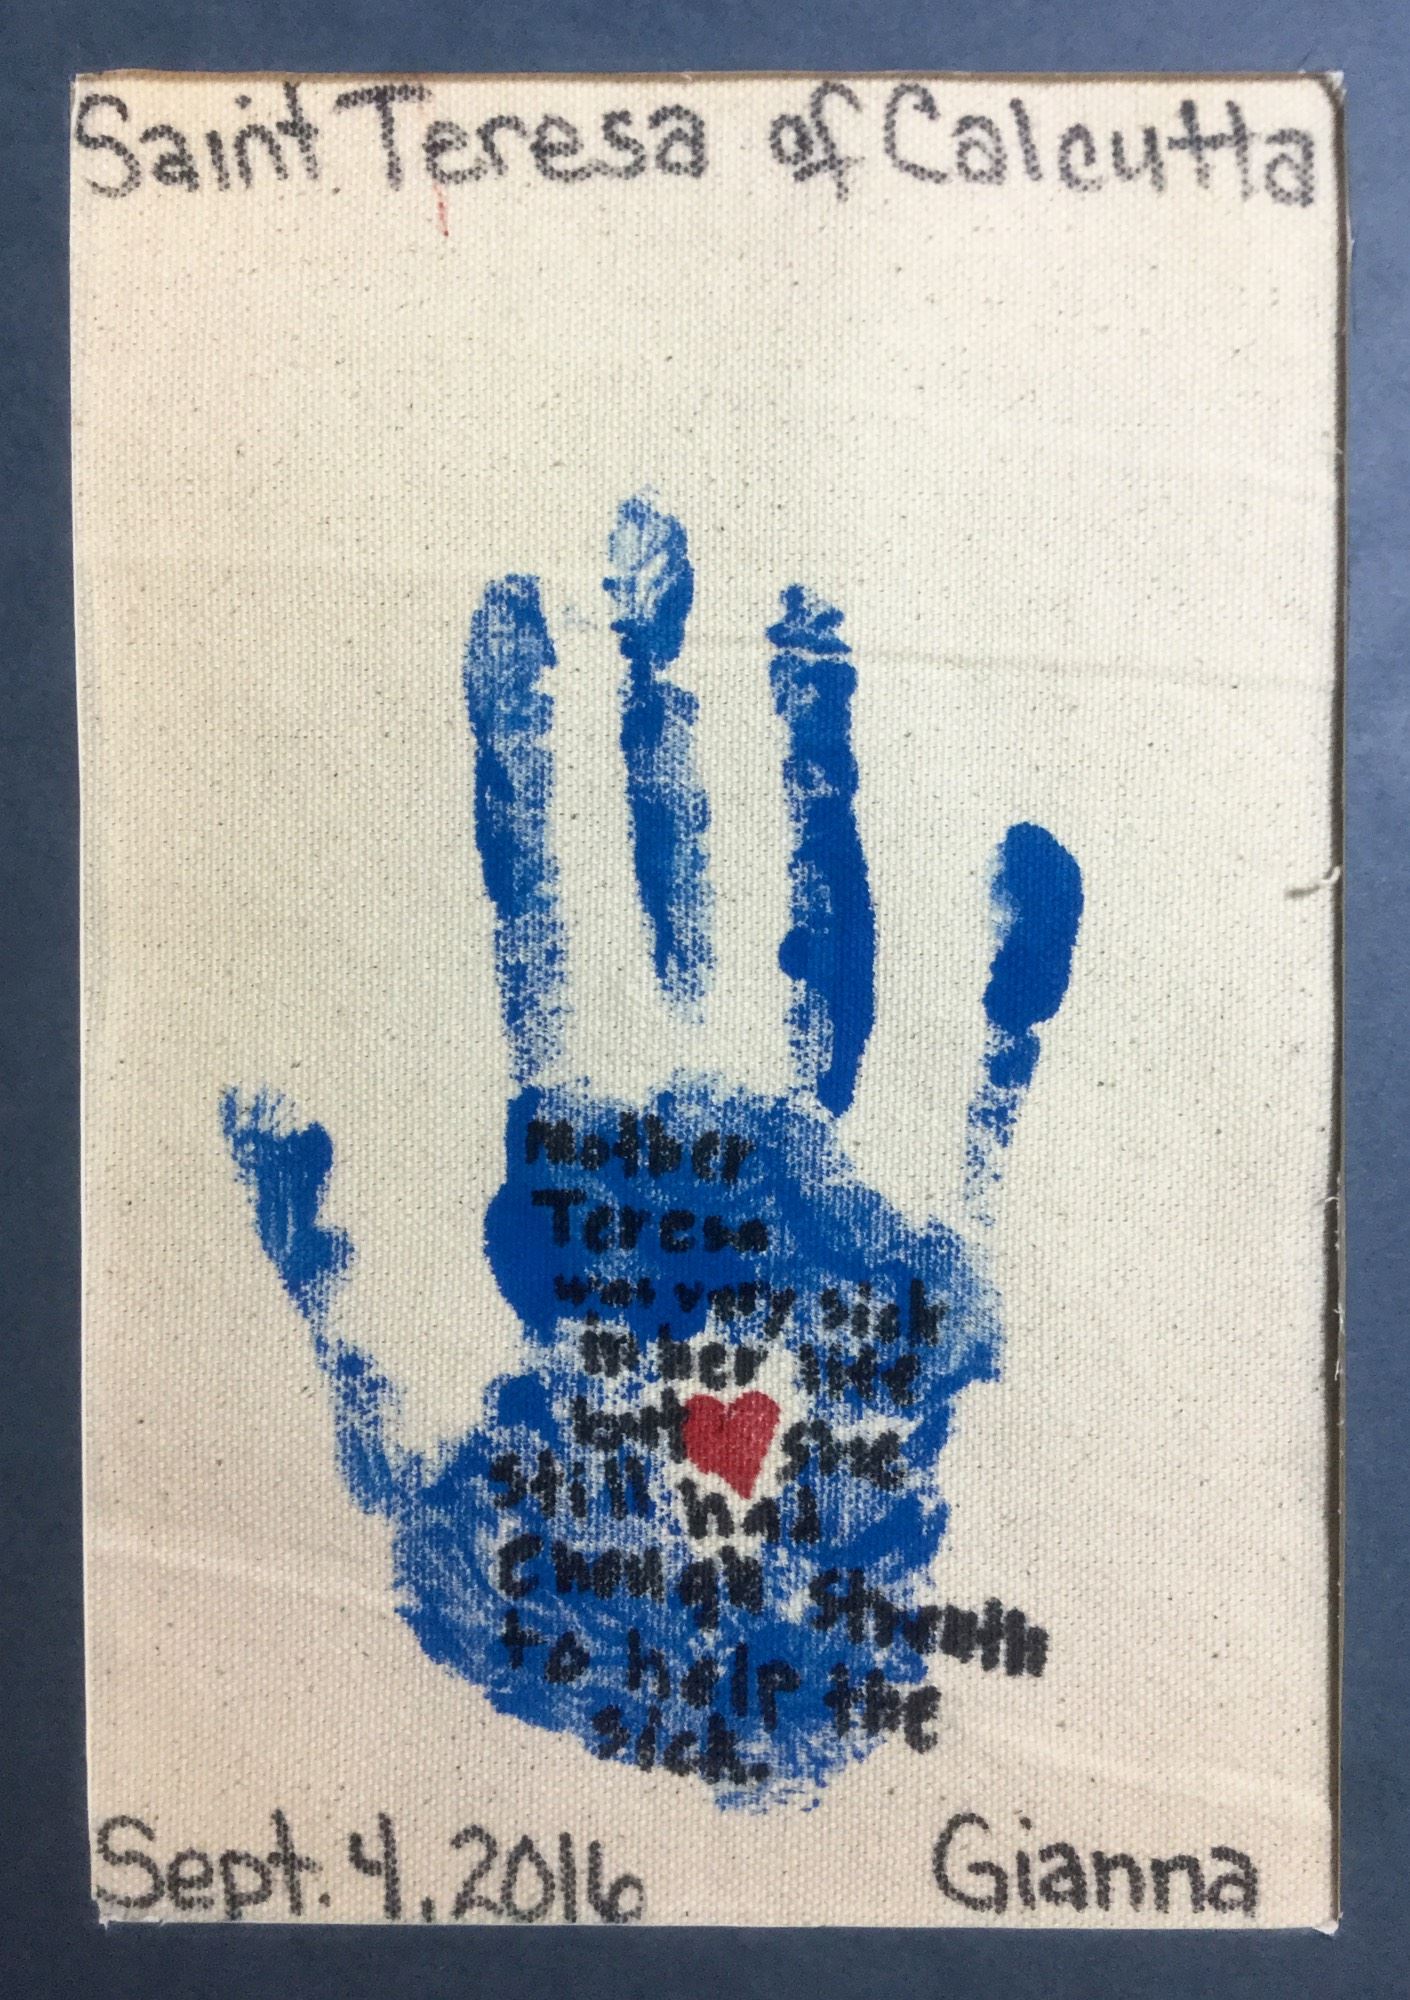 Saint Teresa of Calcutta
Mother
Teresa
was very sick
in her life
but she
still had
enough strenth
to help the
sick.
Sept. 4, 2016
Gianna